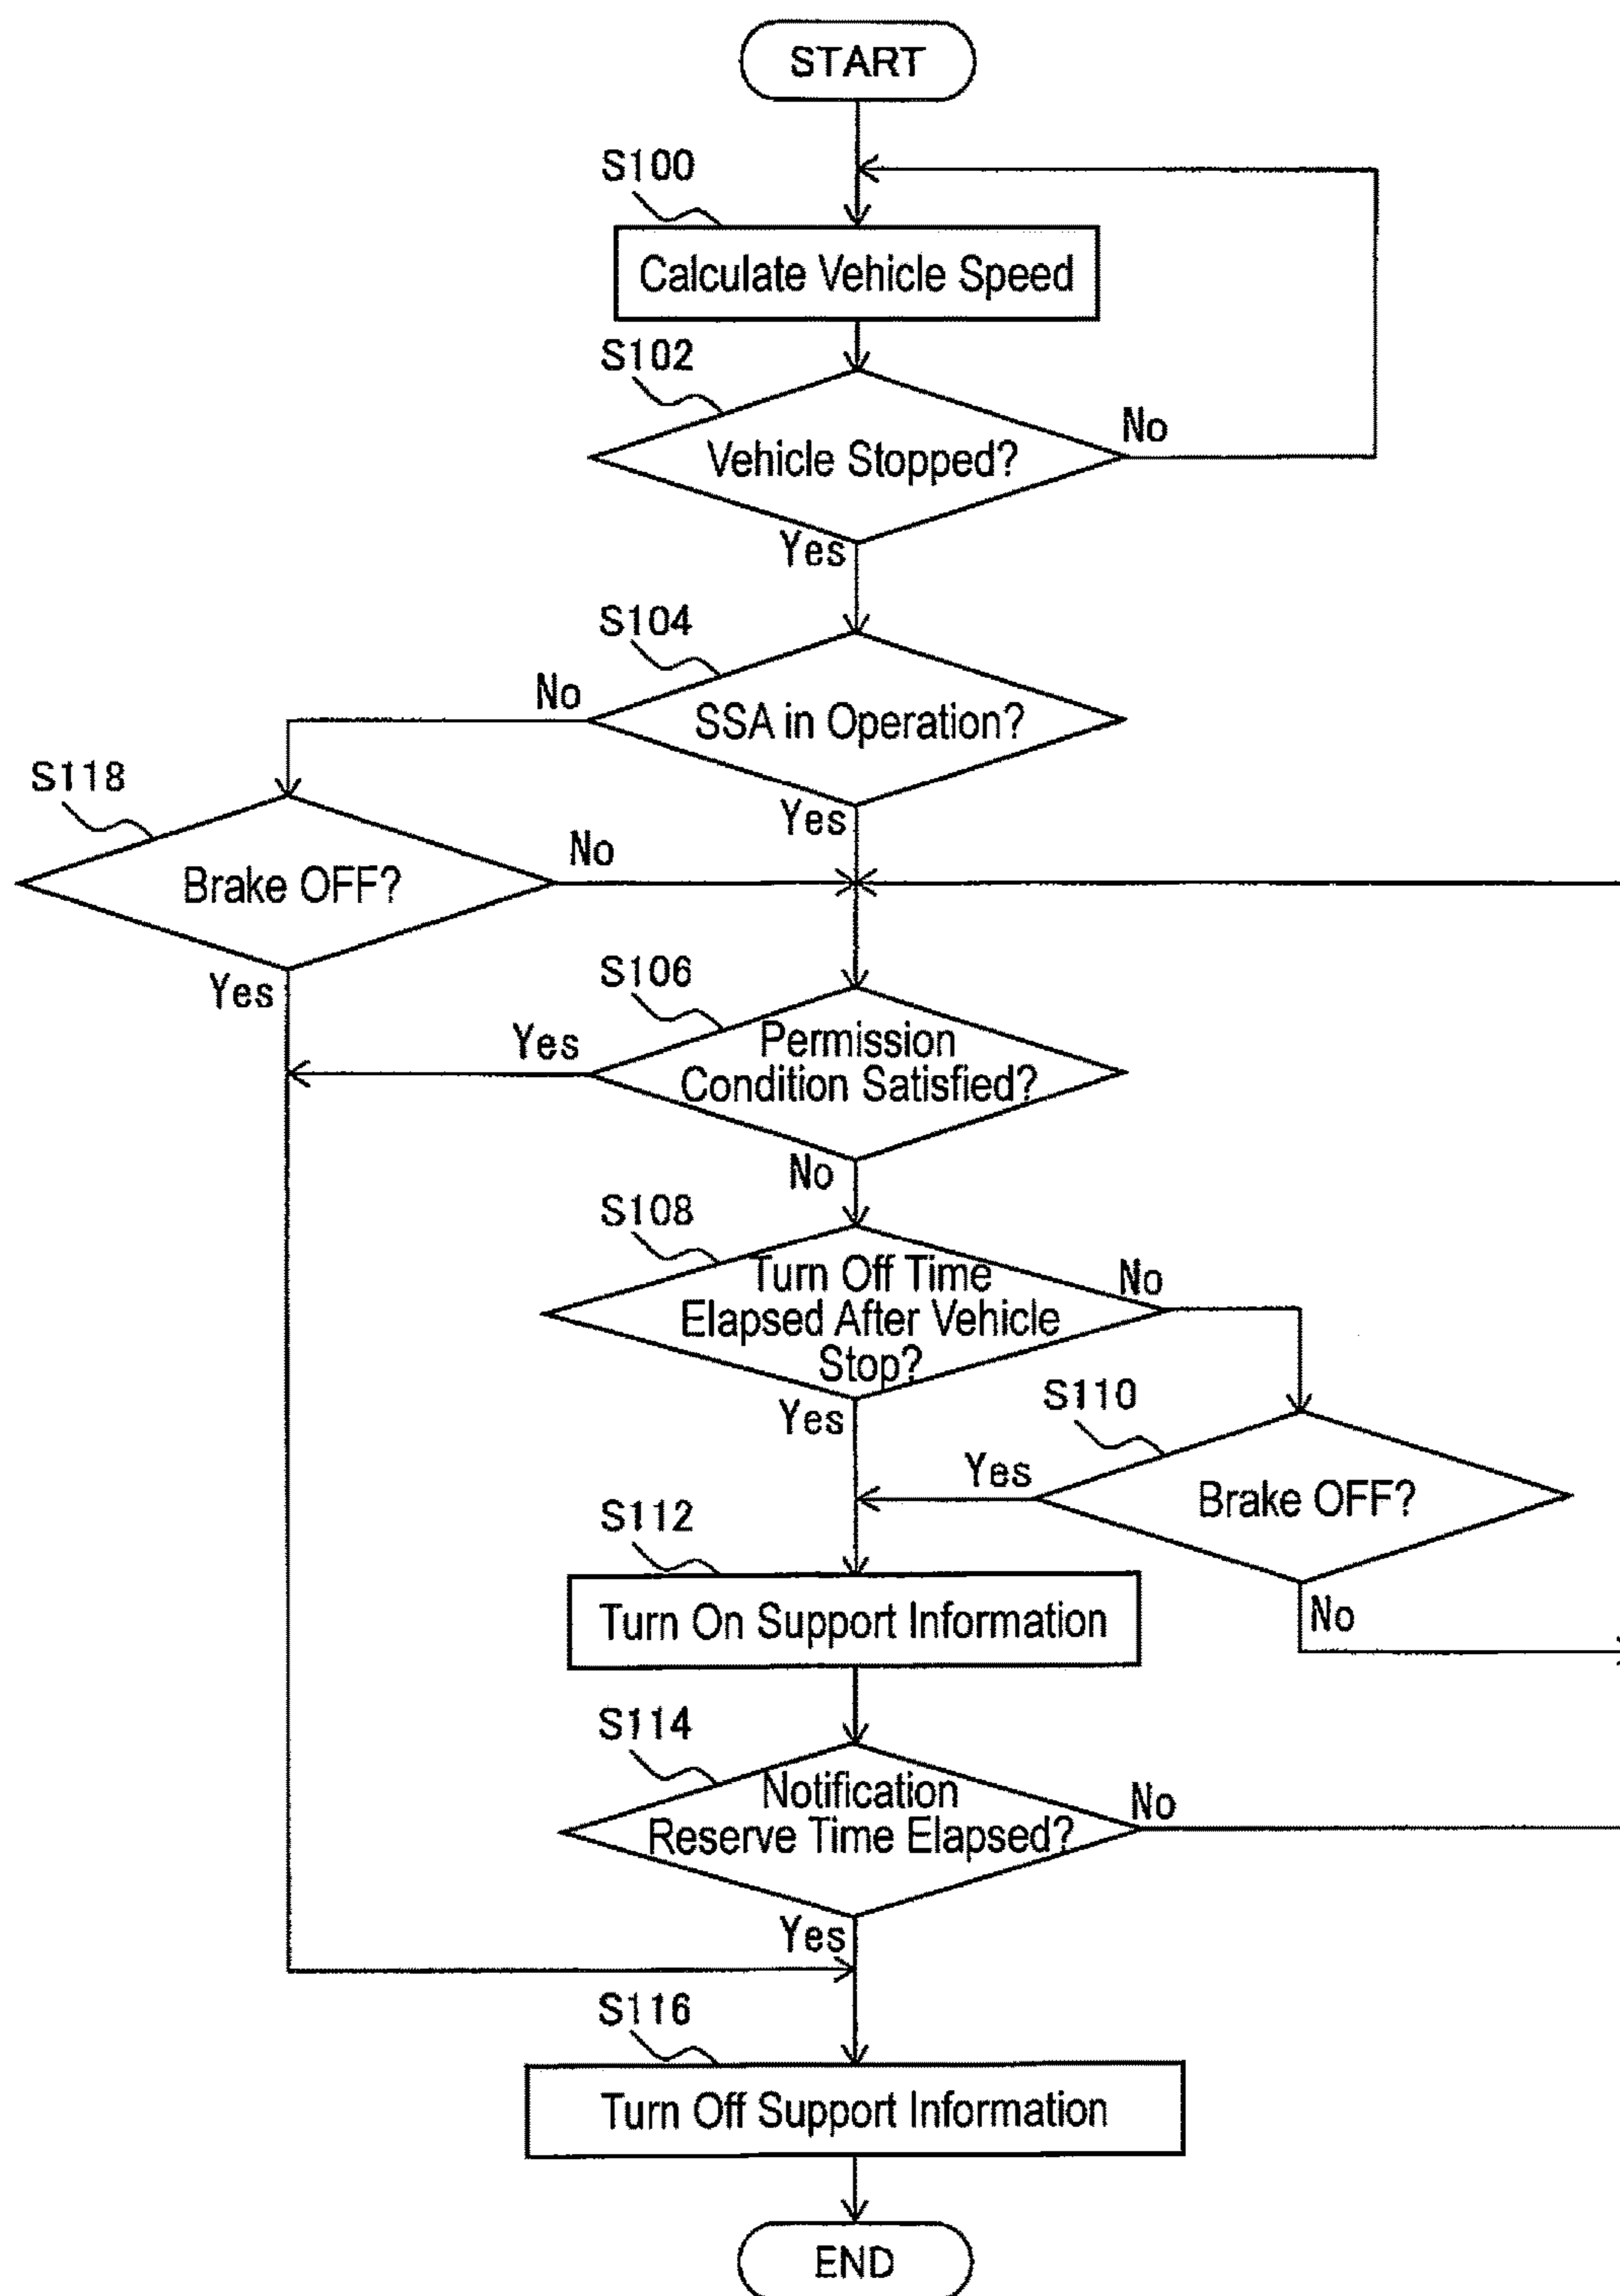 START
S100
Calculate Vehicle Speed
S102
Vehicle Stopped?
No
Yes
S104
SSA in Operation?
No
Yes
S118
Brake OFF?
No
Yes
S106
Permission
Condition Satisfied?
Yes
No
S108
Turn Off Time
Elapsed After Vehicle
Stop?
No
Yes
S110
Brake OFF?
Yes
No
S112
Turn On Support Information
S114
Notification
Reserve Time Elapsed?
No
Yes
S116
Turn Off Support Information
END